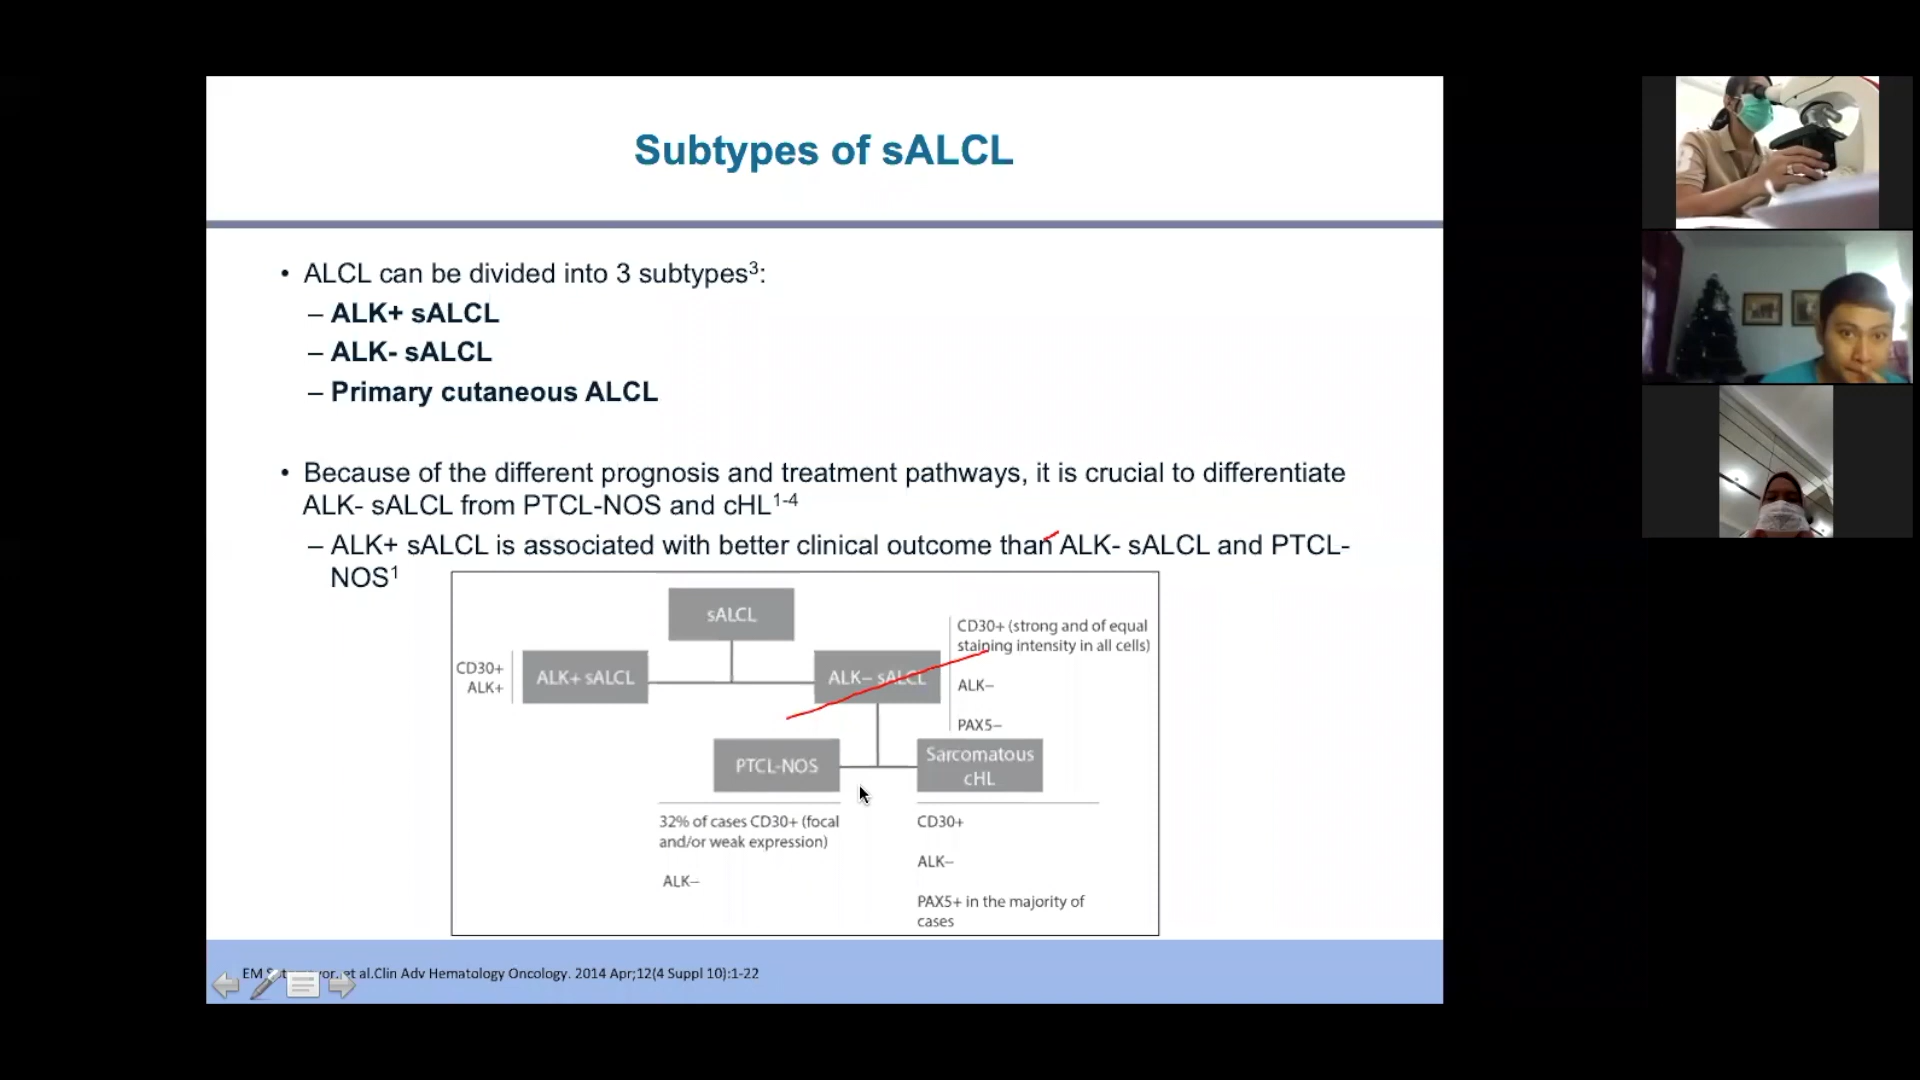 Subtypes of sALCL
• ALCL can be divided into 3 subtypes³:
– ALK+ sALCL
– ALK- sALCL
– Primary cutaneous ALCL
• Because of the different prognosis and treatment pathways, it is crucial to differentiate
ALK- sALCL from PTCL-NOS and cHL¹⁻⁴
– ALK+ sALCL is associated with better clinical outcome than ALK- sALCL and PTCL-
NOS¹
sALCL
CD30+
ALK+
ALK+ sALCL
ALK– sALCL
CD30+ (strong and of equal
staining intensity in all cells)
ALK–
PAX5–
PTCL-NOS
Sarcomatous
cHL
32% of cases CD30+ (focal
and/or weak expression)
ALK–
CD30+
ALK–
PAX5+ in the majority of
cases
EM et al.Clin Adv Hematology Oncology. 2014 Apr;12(4 Suppl 10):1-22